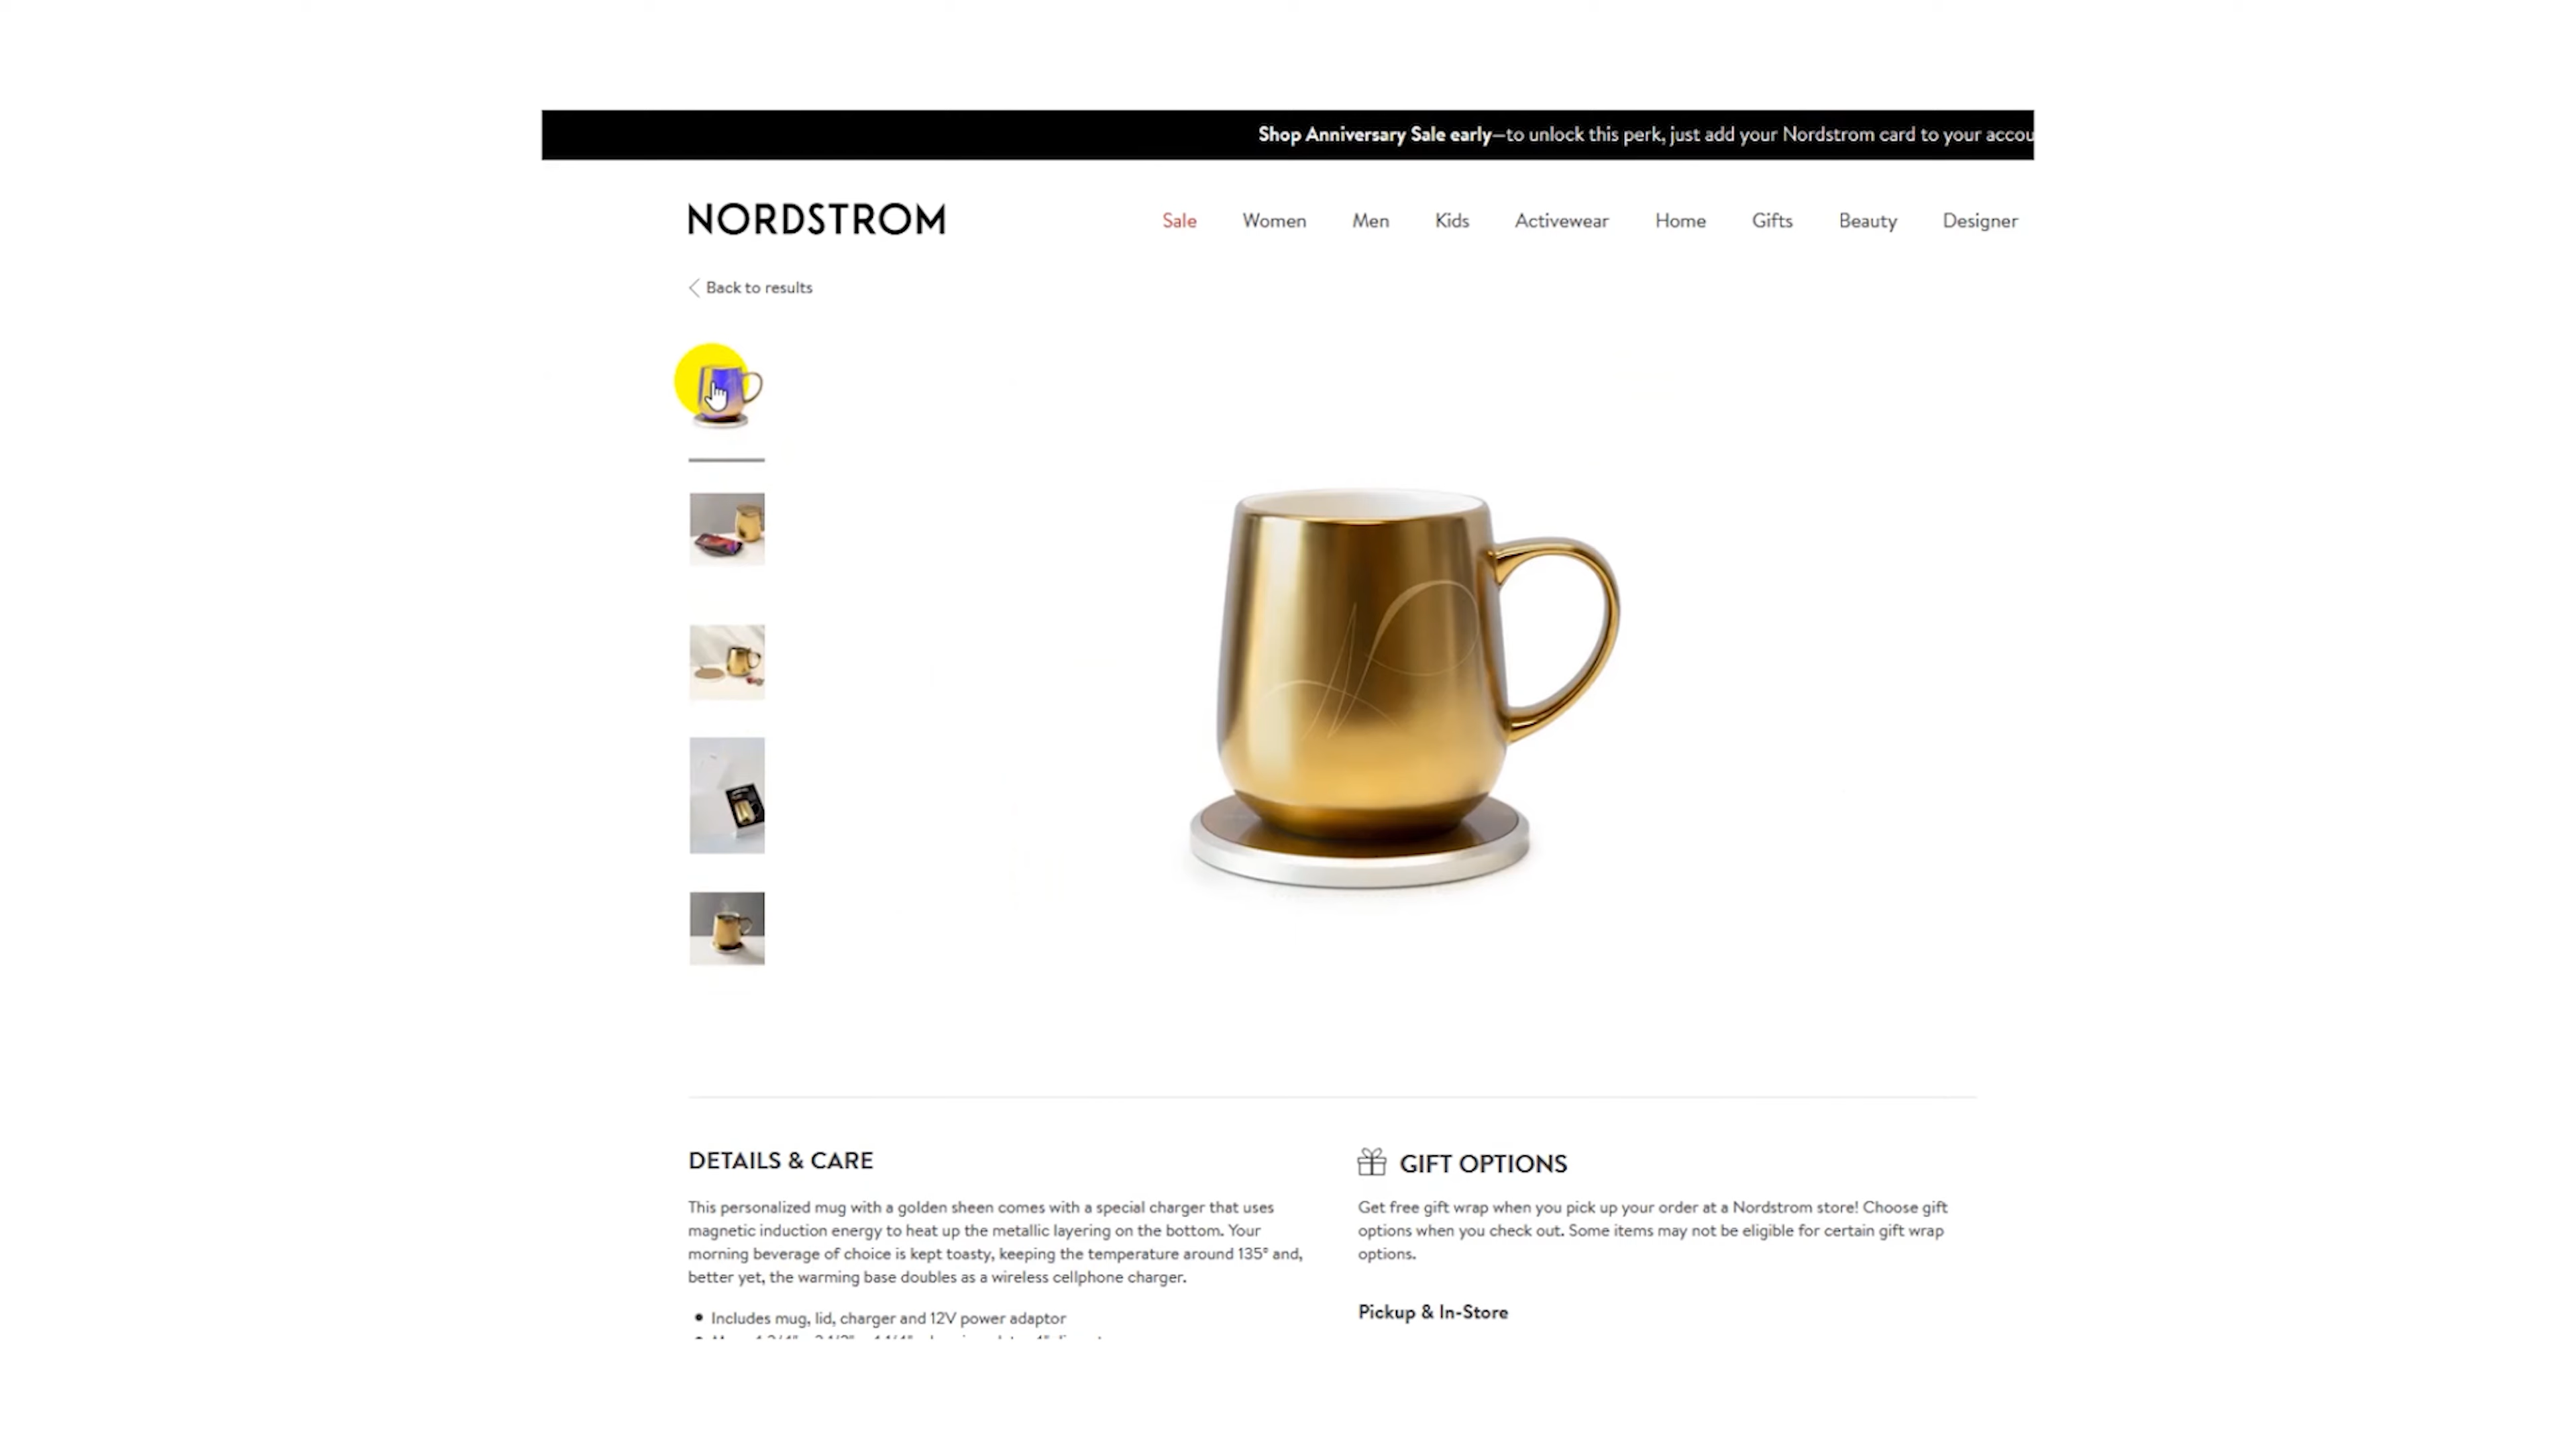 Shop Anniversary Sale early—to unlock this perk, just add your Nordstrom card to your accou
NORDSTROM
Sale Women Men Kids Activewear Home Gifts Beauty Designer
Back to results
DETAILS & CARE
This personalized mug with a golden sheen comes with a special charger that uses
magnetic induction energy to heat up the metallic layering on the bottom. Your
morning beverage of choice is kept toasty, keeping the temperature around 135° and,
better yet, the warming base doubles as a wireless cellphone charger.
• Includes mug, lid, charger and 12V power adaptor
GIFT OPTIONS
Get free gift wrap when you pick up your order at a Nordstrom store! Choose gift
options when you check out. Some items may not be eligible for certain gift wrap
options.
Pickup & In-Store